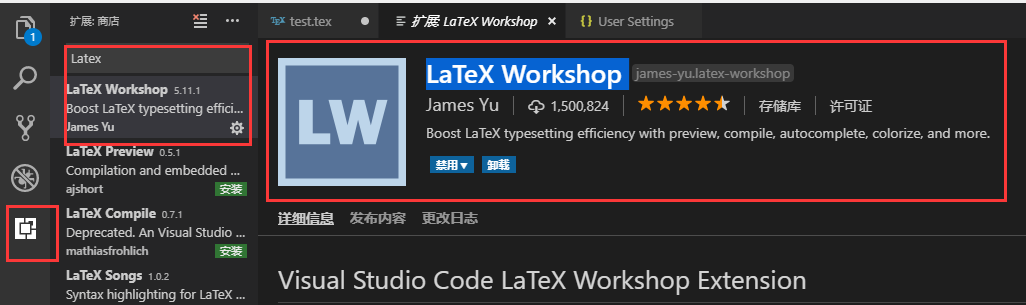 扩展: 商店
test.tex
扩展: LaTeX Workshop
{} User Settings
1
Latex
LaTeX Workshop 5.11.1
Boost LaTeX typesetting effici...
James Yu
LaTeX Preview 0.5.1
Compilation and embedded ...
ajshort
安装
LaTeX Compile 0.7.1
Deprecated. An Visual Studio ...
mathiasfrohlich
安装
LaTeX Songs 1.0.2
Syntax highlighting for LaTeX ...
LW
LaTeX Workshop james-yu.latex-workshop
James Yu 1,500,824 存储库 许可证
Boost LaTeX typesetting efficiency with preview, compile, autocomplete, colorize, and more.
禁用 卸载
详细信息 发布内容 更改日志
Visual Studio Code LaTeX Workshop Extension